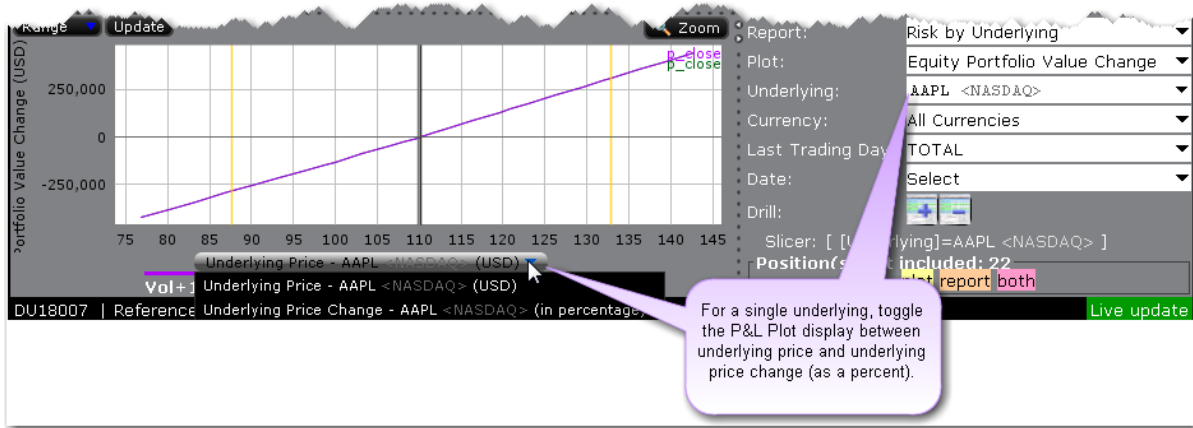 Range Update Zoom
Portfolio Value Change (USD)
p_close
p_close
250,000
0
-250,000
75 80 85 90 95 100 105 110 115 120 125 130 135 140 145
Underlying Price - AAPL <NASDAQ> (USD)
Vol+1
Underlying Price - AAPL <NASDAQ> (USD)
Underlying Price Change - AAPL <NASDAQ> (in percentage)
DU18007 | Reference
Report: Risk by Underlying
Plot: Equity Portfolio Value Change
Underlying: AAPL <NASDAQ>
Currency: All Currencies
Last Trading Day TOTAL
Date: Select
Drill: + -
Slicer: [ [Underlying]=AAPL <NASDAQ> ]
Position(s) included: 22
plot report both
Live update
For a single underlying, toggle
the P&L Plot display between
underlying price and underlying
price change (as a percent).